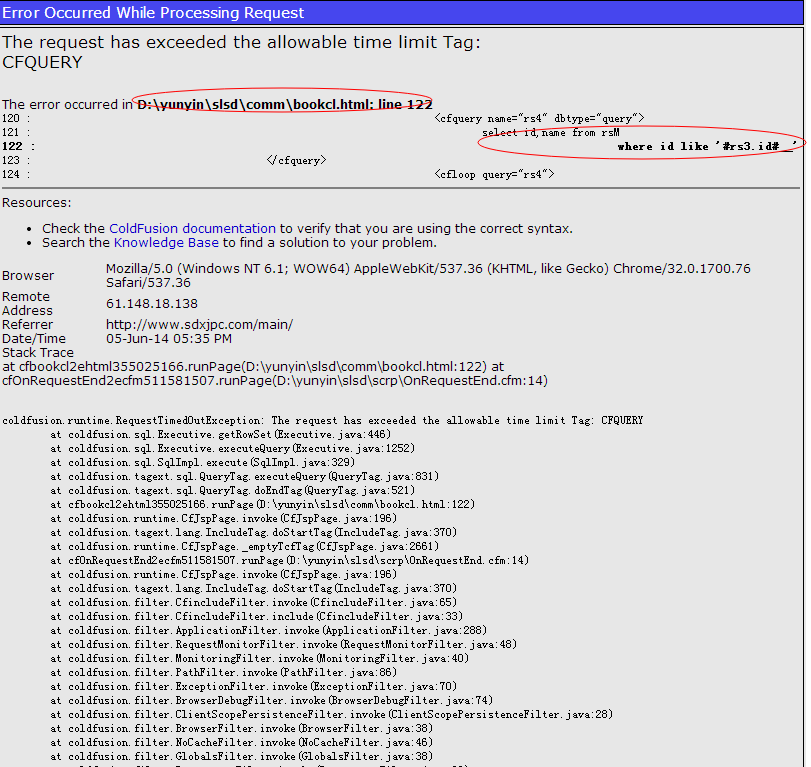 Error Occurred While Processing Request
The request has exceeded the allowable time limit Tag:
CFQUERY
The error occurred in D:\yunyin\slsd\comm\bookcl.html: line 122
120 : <cfquery name="rs4" dbtype="query">
121 : select id,name from rsM
122 : where id like '#rs3.id#__'
123 : </cfquery>
124 : <cfloop query="rs4">
Resources:
• Check the ColdFusion documentation to verify that you are using the correct syntax.
• Search the Knowledge Base to find a solution to your problem.
Browser Mozilla/5.0 (Windows NT 6.1; WOW64) AppleWebKit/537.36 (KHTML, like Gecko) Chrome/32.0.1700.76
Safari/537.36
Remote
Address 61.148.18.138
Referrer http://www.sdxjpc.com/main/
Date/Time 05-Jun-14 05:35 PM
Stack Trace
at cfbookcl2ehtml355025166.runPage(D:\yunyin\slsd\comm\bookcl.html:122) at
cfOnRequestEnd2ecfm511581507.runPage(D:\yunyin\slsd\scrp\OnRequestEnd.cfm:14)
coldfusion.runtime.RequestTimedOutException: The request has exceeded the allowable time limit Tag: CFQUERY
at coldfusion.sql.Executive.getRowSet(Executive.java:446)
at coldfusion.sql.Executive.executeQuery(Executive.java:1252)
at coldfusion.sql.SqlImpl.execute(SqlImpl.java:329)
at coldfusion.tagext.sql.QueryTag.executeQuery(QueryTag.java:831)
at coldfusion.tagext.sql.QueryTag.doEndTag(QueryTag.java:521)
at cfbookcl2ehtml355025166.runPage(D:\yunyin\slsd\comm\bookcl.html:122)
at coldfusion.runtime.CfJspPage.invoke(CfJspPage.java:196)
at coldfusion.tagext.lang.IncludeTag.doStartTag(IncludeTag.java:370)
at coldfusion.runtime.CfJspPage._emptyTcfTag(CfJspPage.java:2661)
at cfOnRequestEnd2ecfm511581507.runPage(D:\yunyin\slsd\scrp\OnRequestEnd.cfm:14)
at coldfusion.runtime.CfJspPage.invoke(CfJspPage.java:196)
at coldfusion.tagext.lang.IncludeTag.doStartTag(IncludeTag.java:370)
at coldfusion.filter.CfincludeFilter.invoke(CfincludeFilter.java:65)
at coldfusion.filter.CfincludeFilter.include(CfincludeFilter.java:33)
at coldfusion.filter.ApplicationFilter.invoke(ApplicationFilter.java:288)
at coldfusion.filter.RequestMonitorFilter.invoke(RequestMonitorFilter.java:48)
at coldfusion.filter.MonitoringFilter.invoke(MonitoringFilter.java:40)
at coldfusion.filter.PathFilter.invoke(PathFilter.java:86)
at coldfusion.filter.ExceptionFilter.invoke(ExceptionFilter.java:70)
at coldfusion.filter.BrowserDebugFilter.invoke(BrowserDebugFilter.java:74)
at coldfusion.filter.ClientScopePersistenceFilter.invoke(ClientScopePersistenceFilter.java:28)
at coldfusion.filter.BrowserFilter.invoke(BrowserFilter.java:38)
at coldfusion.filter.NoCacheFilter.invoke(NoCacheFilter.java:46)
at coldfusion.filter.GlobalsFilter.invoke(GlobalsFilter.java:38)